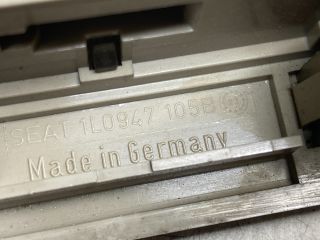 SEAT 1L0947 105B
Made in Germany